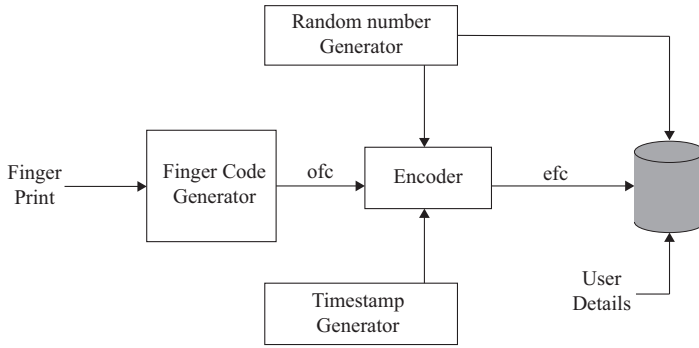 Random number
Generator
Finger
Print
Finger Code
Generator
ofc
Encoder
efc
Timestamp
Generator
User
Details